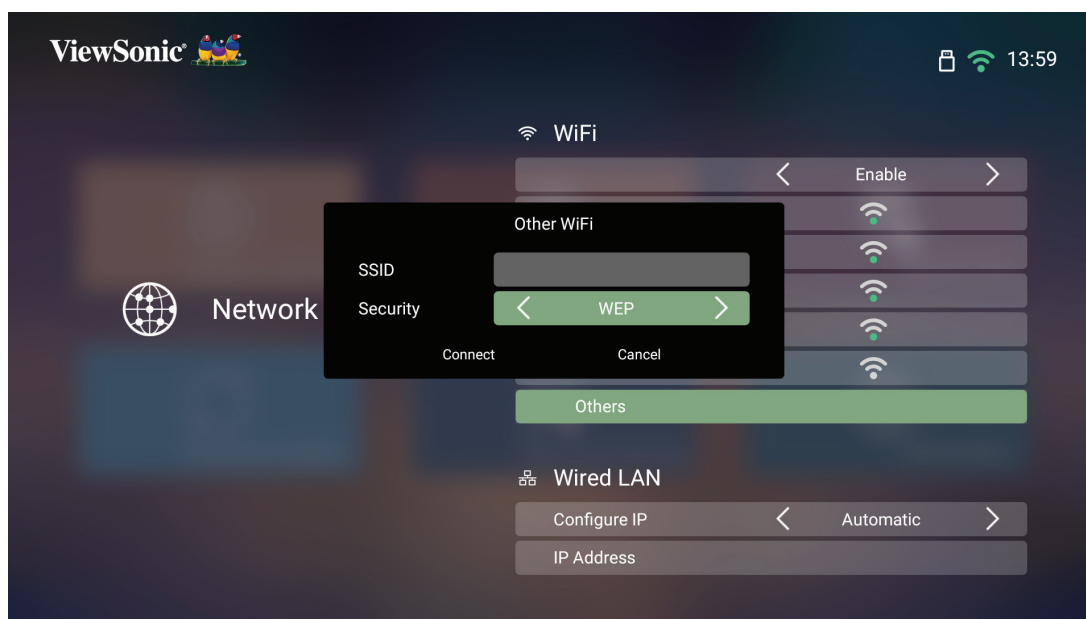 ViewSonic®
13:59
WiFi
Enable
Other WiFi
SSID
Security
WEP
Connect
Cancel
Network
Others
Wired LAN
Configure IP
Automatic
IP Address